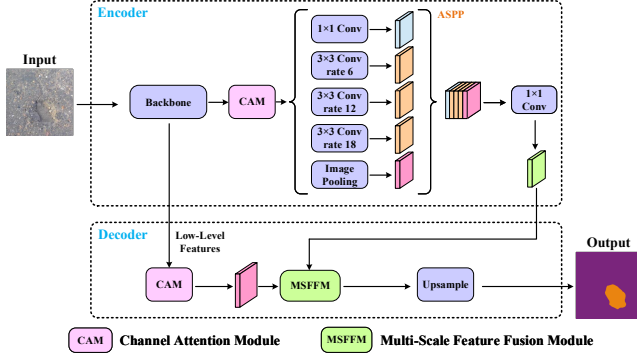 Encoder
ASPP
Input
Backbone
CAM
1×1 Conv
3×3 Conv
rate 6
3×3 Conv
rate 12
3×3 Conv
rate 18
Image
Pooling
1×1
Conv
Decoder
Low-Level
Features
CAM
MSFFM
Upsample
Output
CAM
Channel Attention Module
MSFFM
Multi-Scale Feature Fusion Module